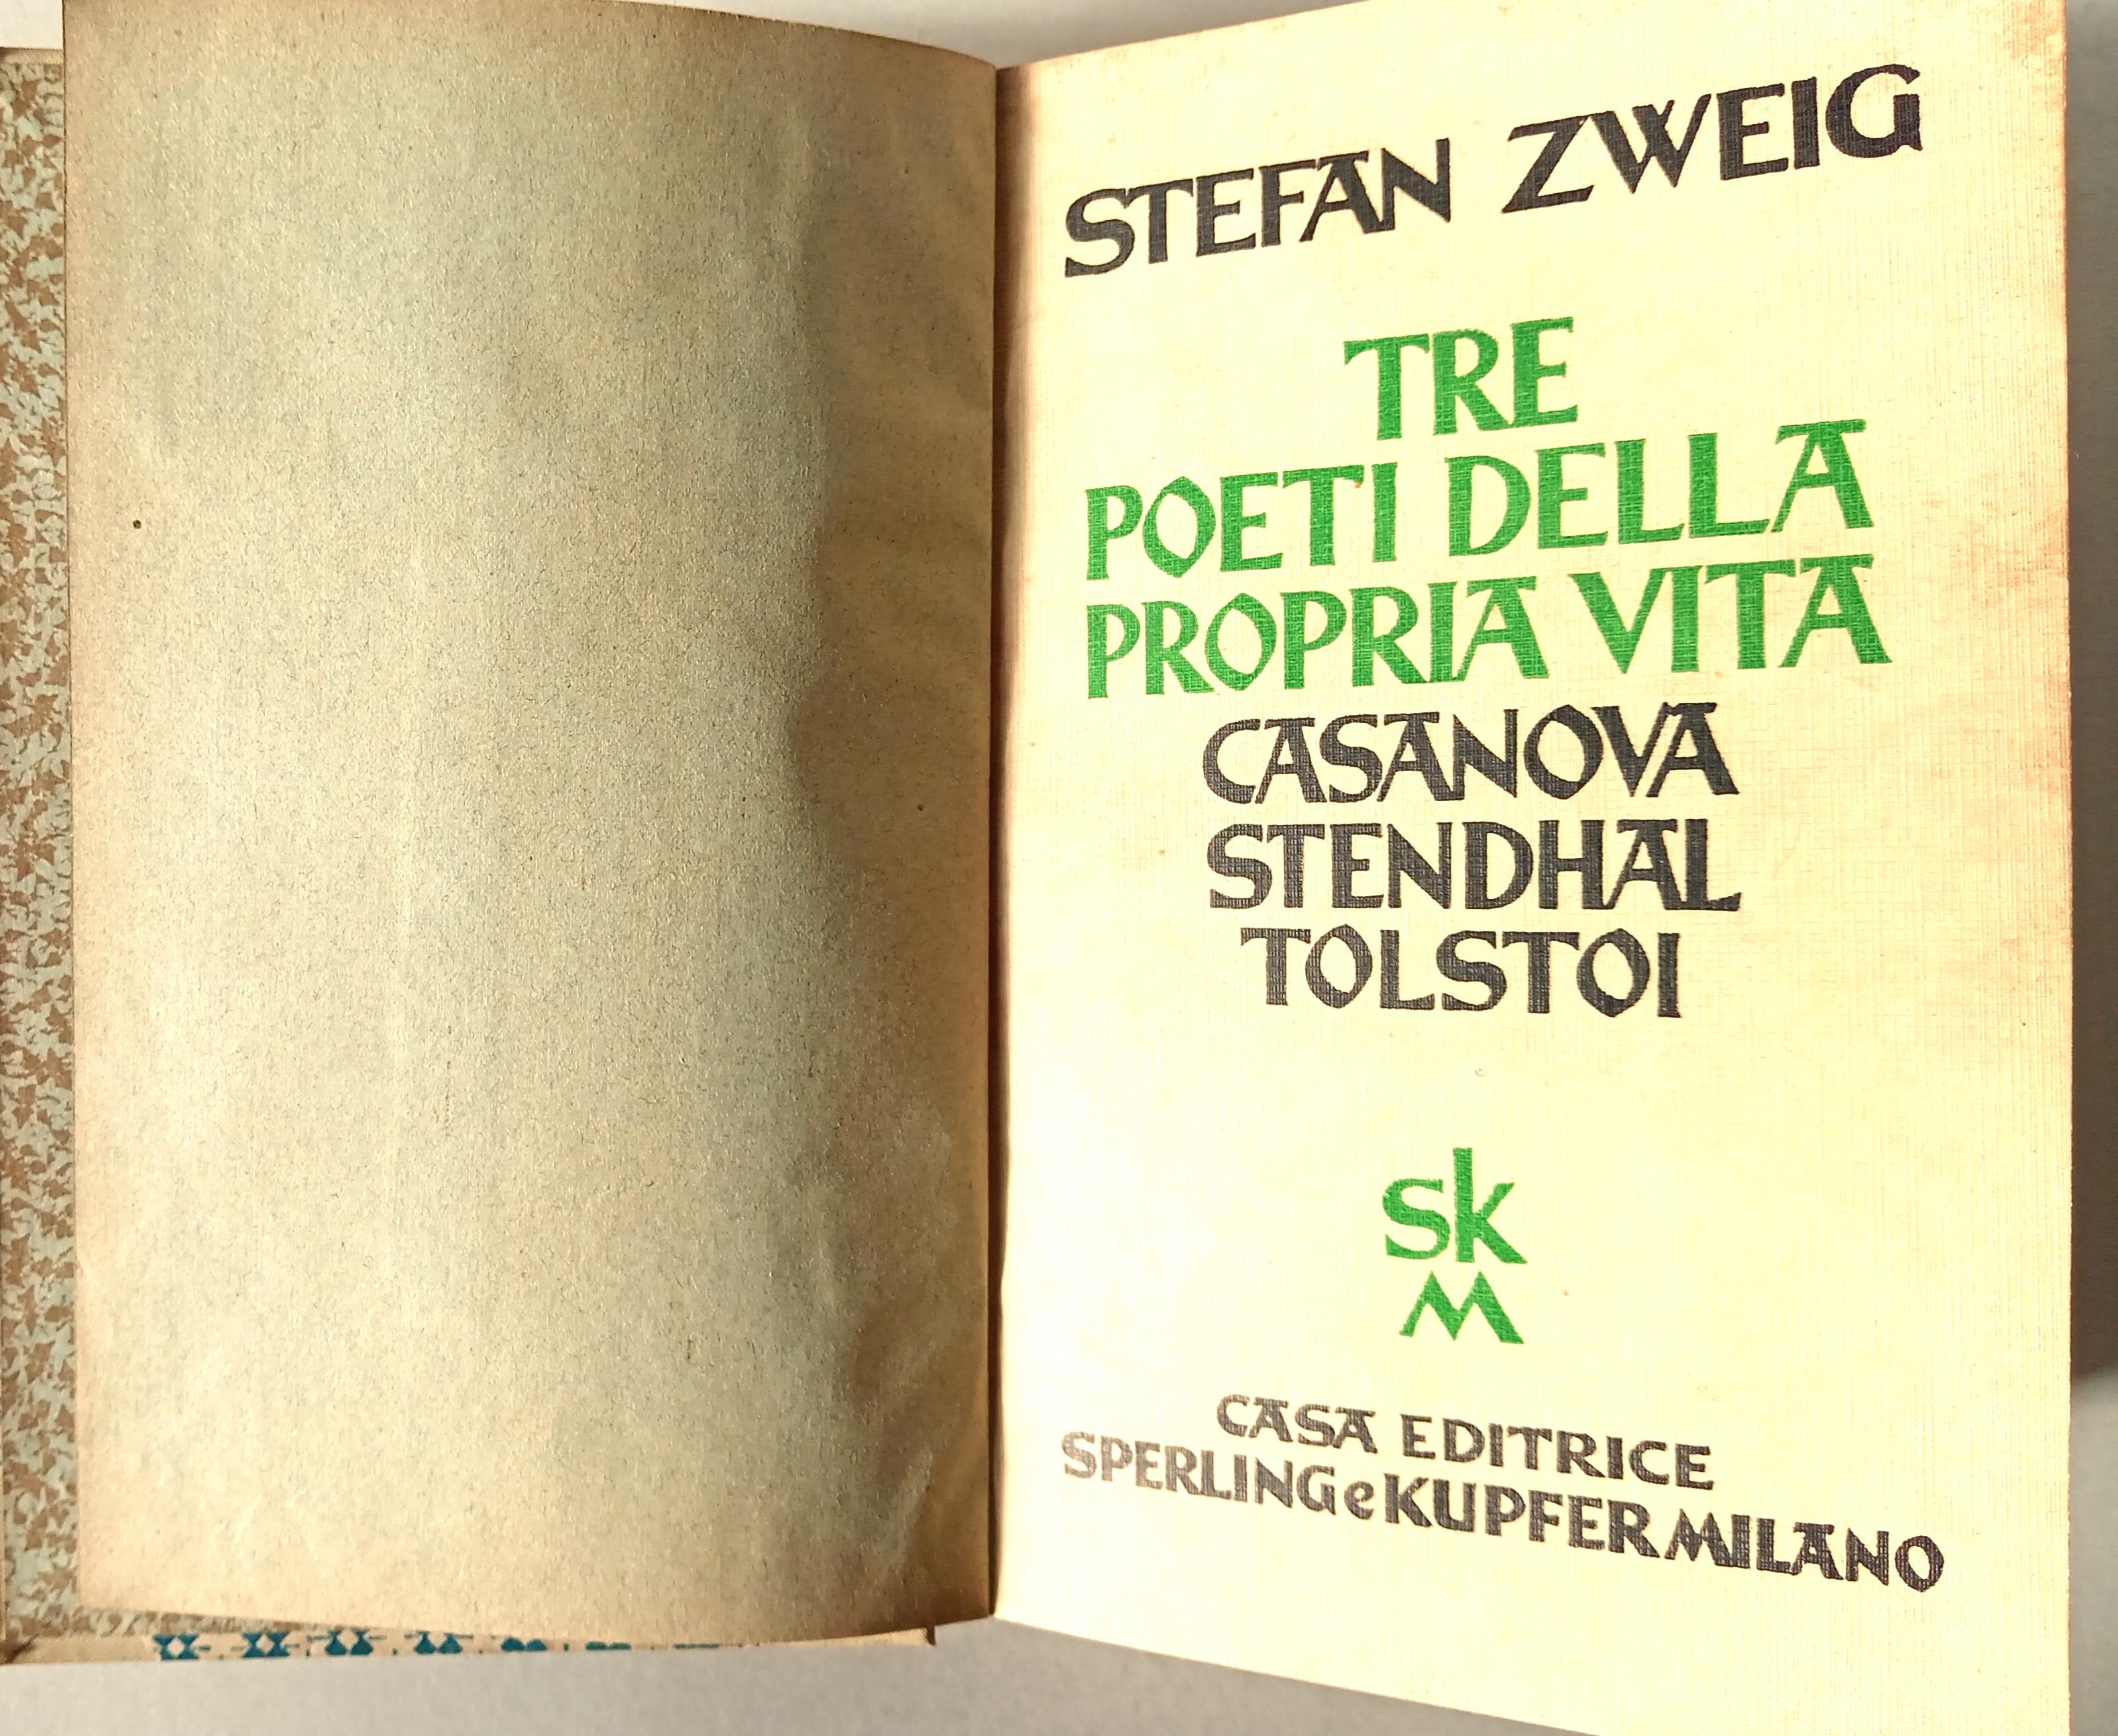 STEFAN ZWEIG
TRE
POETI DELLA
PROPRIA VITA
CASANOVA
STENDHAL
TOLSTOI
sk
M
CASA EDITRICE
SPERLING e KUPFER MILANO